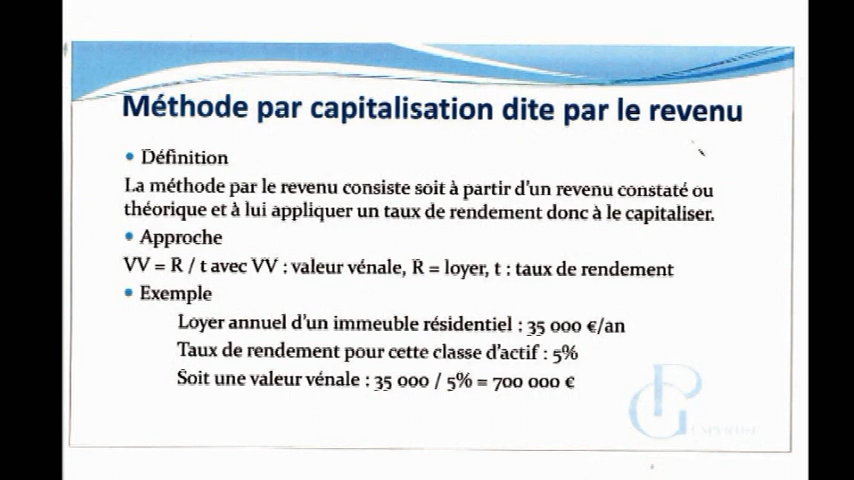 Méthode par capitalisation dite par le revenu
• Définition
La méthode par le revenu consiste soit à partir d'un revenu constaté ou
théorique et à lui appliquer un taux de rendement donc à le capitaliser.
• Approche
VV = R / t avec VV : valeur vénale, R = loyer, t : taux de rendement
• Exemple
Loyer annuel d'un immeuble résidentiel : 35 000 €/an
Taux de rendement pour cette classe d'actif : 5%
Soit une valeur vénale : 35 000 / 5% = 700 000 €
PG